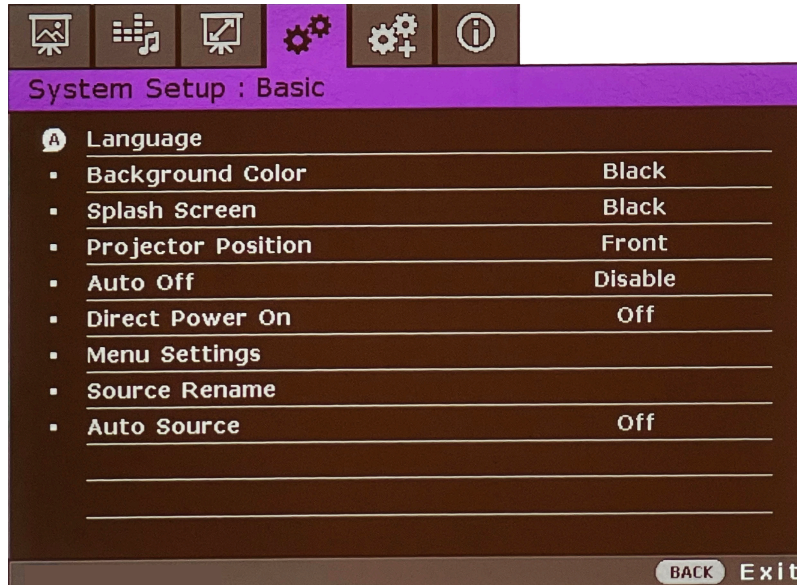 System Setup : Basic
A Language
Background Color Black
Splash Screen Black
Projector Position Front
Auto Off Disable
Direct Power On Off
Menu Settings
Source Rename
Auto Source Off
BACK Exit